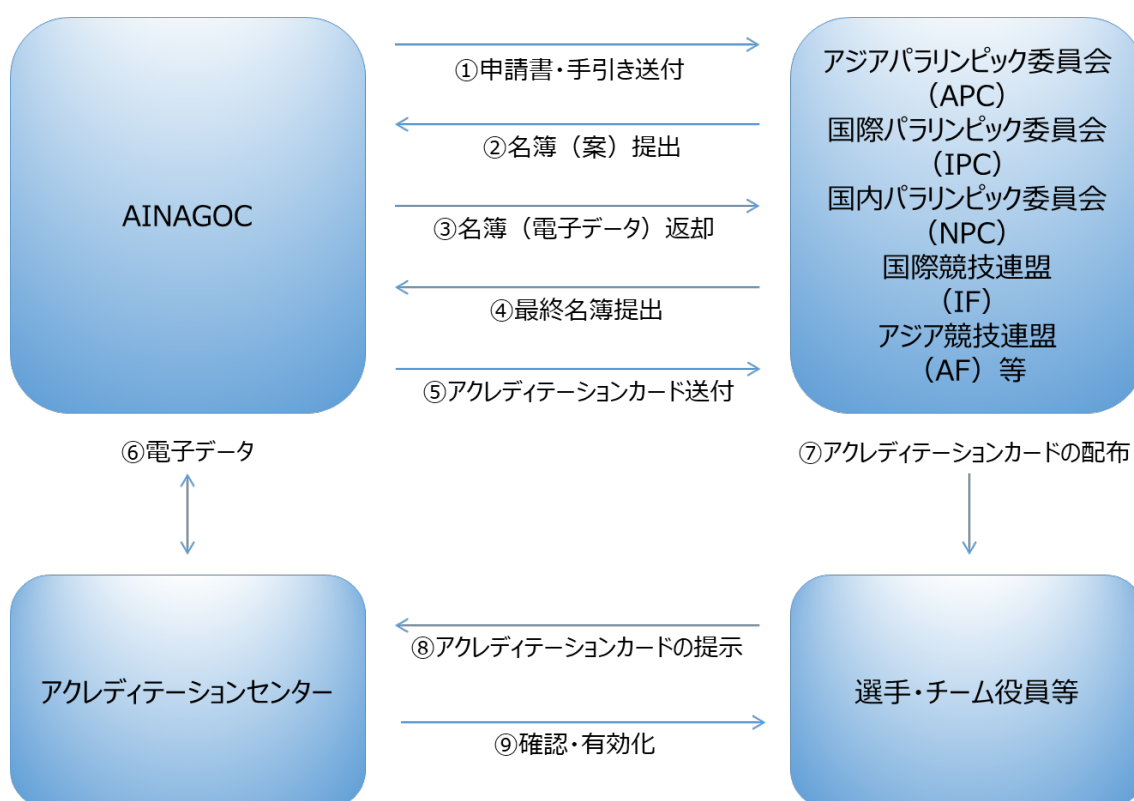 AINAGOC
①申請書・手引き送付
②名簿（案）提出
③名簿（電子データ）返却
④最終名簿提出
⑤アクレディテーションカード送付
アジアパラリンピック委員会
（APC）
国際パラリンピック委員会
（IPC）
国内パラリンピック委員会
（NPC）
国際競技連盟
（IF）
アジア競技連盟
（AF）等
⑥電子データ
⑦アクレディテーションカードの配布
アクレディテーションセンター
⑧アクレディテーションカードの提示
⑨確認・有効化
選手・チーム役員等